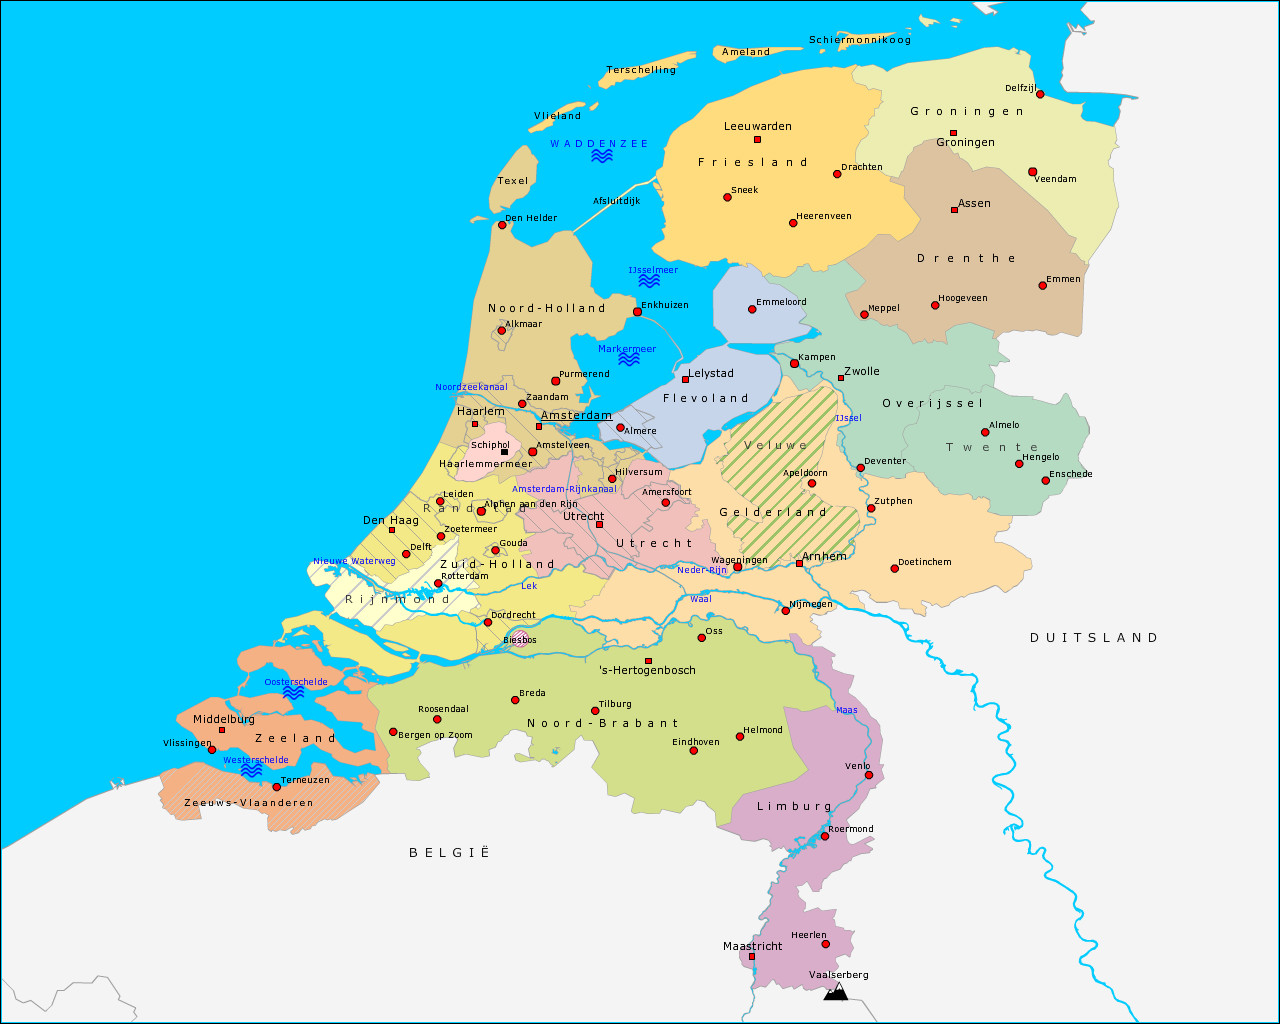 Schiermonnikoog
Ameland
Terschelling
Delfzijl
Vlieland
Groningen
Leeuwarden
Groningen
WADDENZEE
Friesland
Drachten
Veendam
Texel
Sneek
Afsluitdijk
Assen
Den Helder
Heerenveen
Drenthe
IJsselmeer
Emmen
Emmeloord
Hoogeveen
Enkhuizen
Noord-Holland
Meppel
Alkmaar
Markermeer
Kampen
Zwolle
Purmerend
Lelystad
Noordzeekanaal
Zaandam
Flevoland
Overijssel
Haarlem
Amsterdam
IJssel
Almelo
Almere
Schiphol
Amstelveen
Veluwe
Twente
Haarlemmermeer
Deventer
Hengelo
Hilversum
Apeldoorn
Enschede
Amsterdam-Rijnkanaal
Leiden
Amersfoort
Alphen aan den Rijn
Zutphen
Randstad
Den Haag
Utrecht
Gelderland
Zoetermeer
Delft
Gouda
Utrecht
Nieuwe Waterweg
Zuid-Holland
Wageningen
Arnhem
Doetinchem
Neder-Rijn
Rotterdam
Lek
Rijnmond
Waal
Nijmegen
Dordrecht
Oss
Biesbos
DUITSLAND
's-Hertogenbosch
Oosterschelde
Breda
Tilburg
Roosendaal
Maas
Middelburg
Noord-Brabant
Bergen op Zoom
Helmond
Zeeland
Vlissingen
Eindhoven
Westerschelde
Venlo
Terneuzen
Zeeuws-Vlaanderen
Limburg
Roermond
BELGIË
Heerlen
Maastricht
Vaalserberg